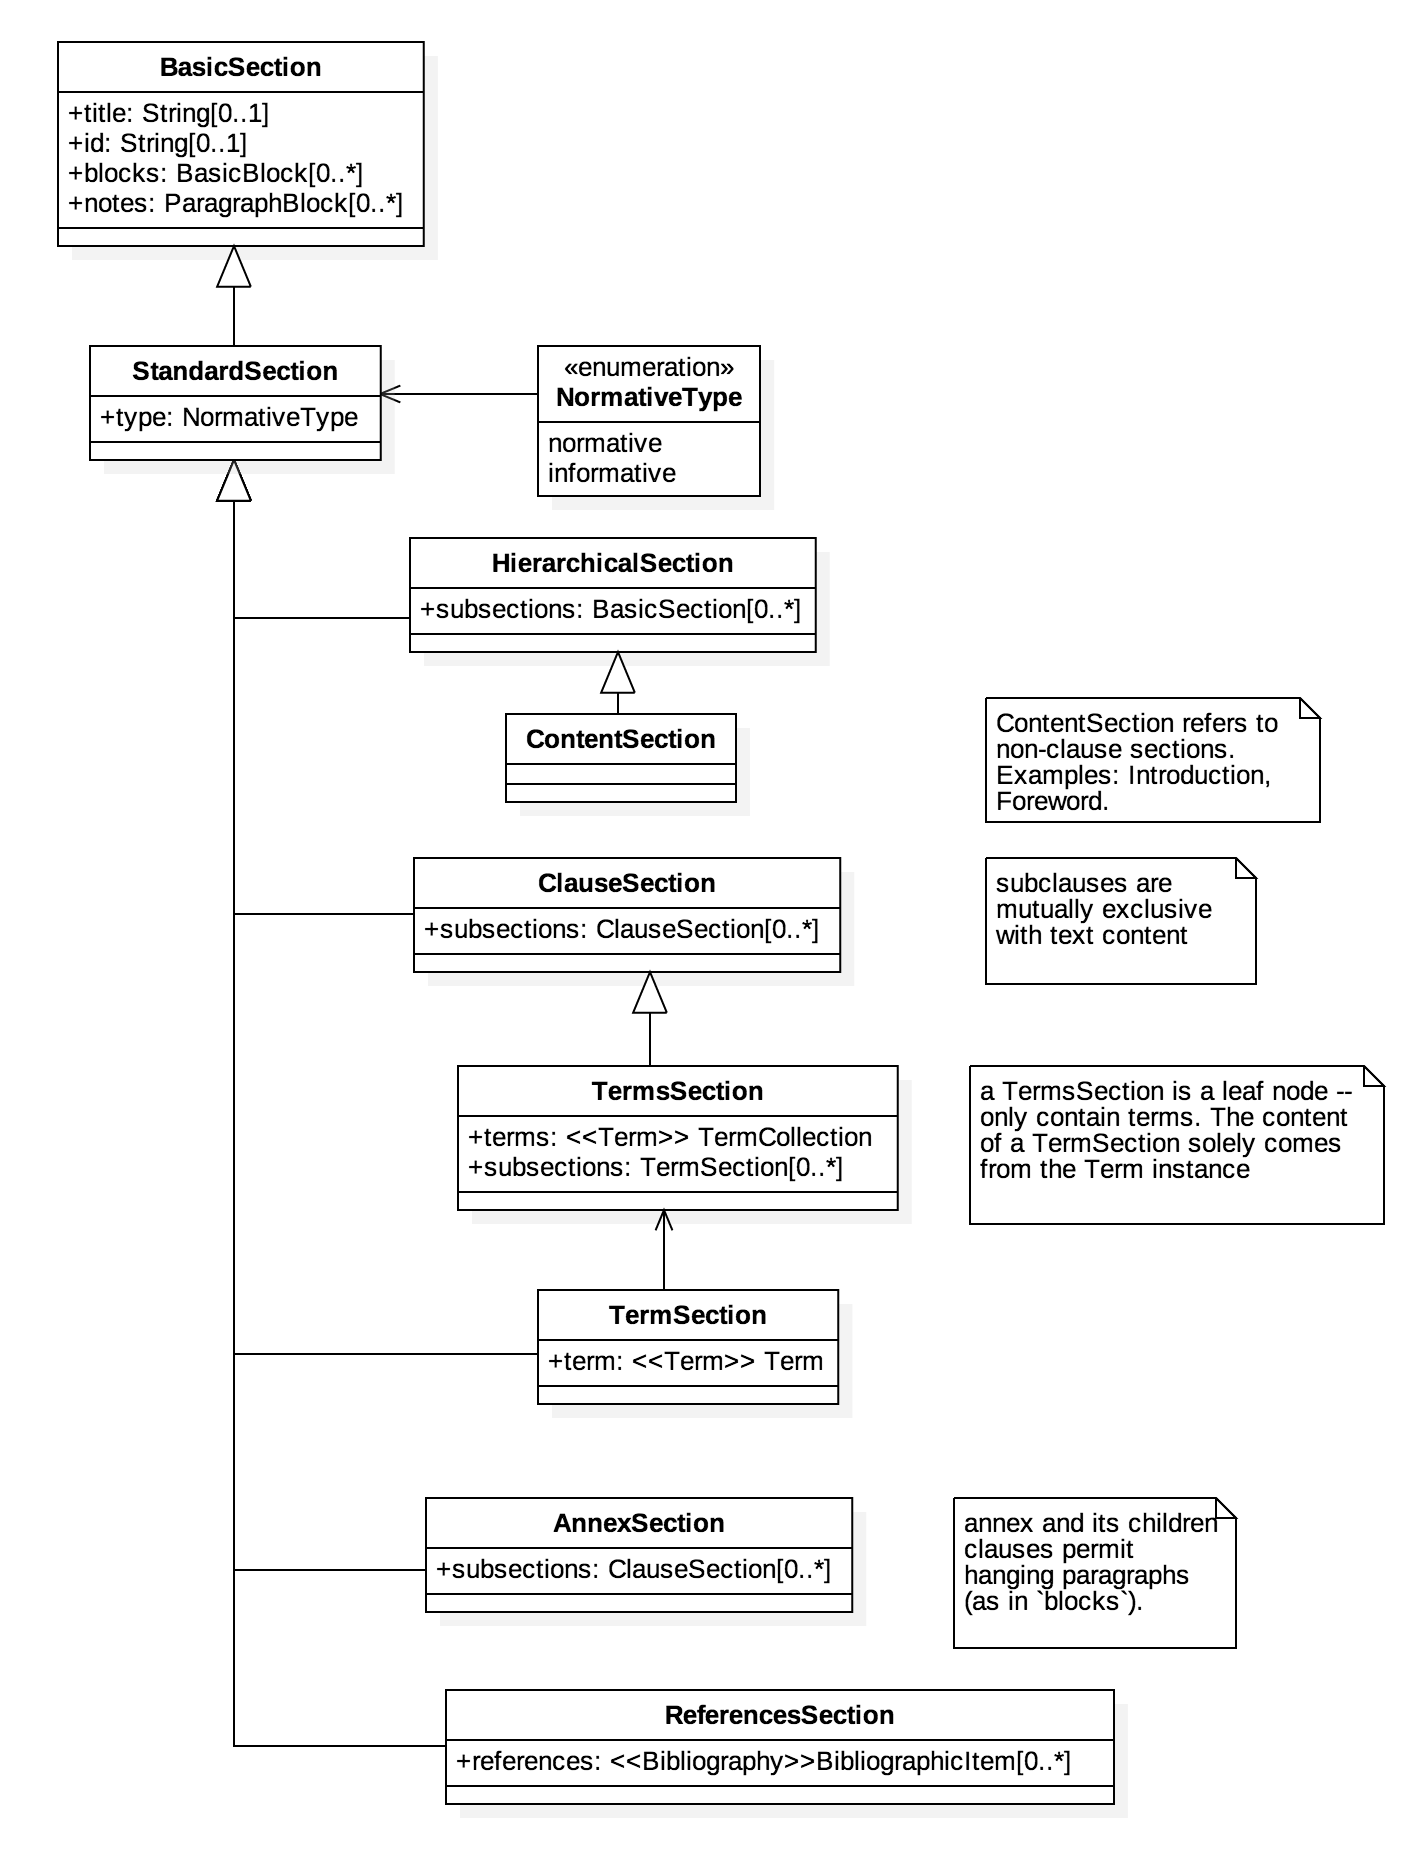 BasicSection
+title: String[0..1]
+id: String[0..1]
+blocks: BasicBlock[0..*]
+notes: ParagraphBlock[0..*]
StandardSection
+type: NormativeType
«enumeration»
NormativeType
normative
informative
HierarchicalSection
+subsections: BasicSection[0..*]
ContentSection
ContentSection refers to
non-clause sections.
Examples: Introduction,
Foreword.
ClauseSection
+subsections: ClauseSection[0..*]
subclauses are
mutually exclusive
with text content
TermsSection
+terms: <<Term>> TermCollection
+subsections: TermSection[0..*]
a TermsSection is a leaf node --
only contain terms. The content
of a TermSection solely comes
from the Term instance
TermSection
+term: <<Term>> Term
AnnexSection
+subsections: ClauseSection[0..*]
annex and its children
clauses permit
hanging paragraphs
(as in `blocks`).
ReferencesSection
+references: <<Bibliography>>BibliographicItem[0..*]